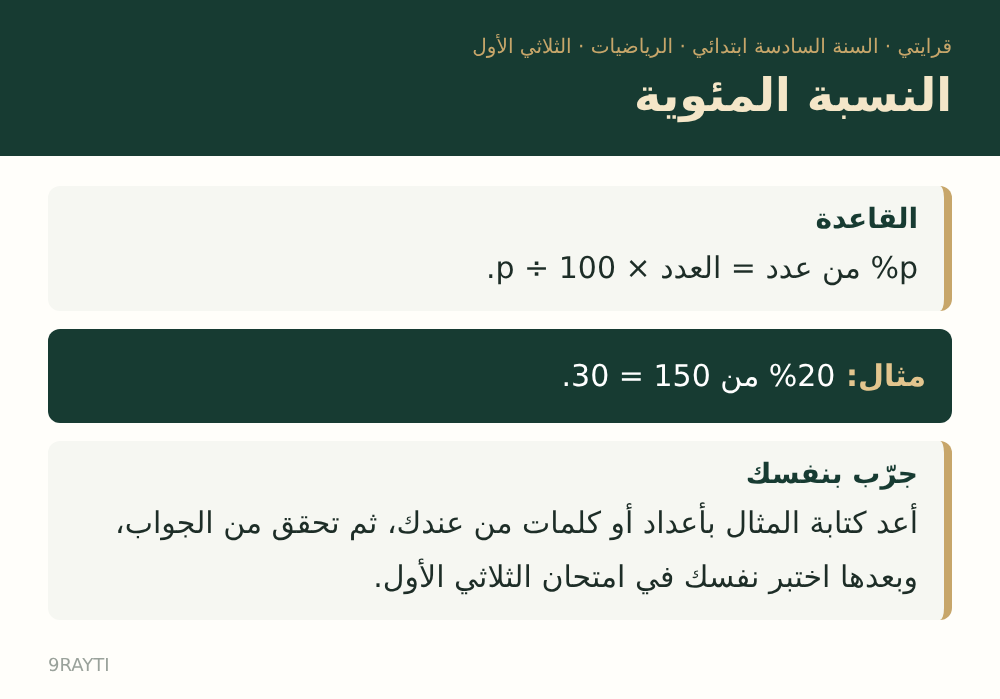 قرايتي · السنة السادسة ابتدائي · الرياضيات · الثلاثي الأول
النسبة المئوية
القاعدة
p% من عدد = العدد × p ÷ 100.
مثال: 20% من 150 = 30.
جرّب بنفسك
أعد كتابة المثال بأعداد أو كلمات من عندك، ثم تحقق من الجواب،
وبعدها اختبر نفسك في امتحان الثلاثي الأول.
9RAYTI